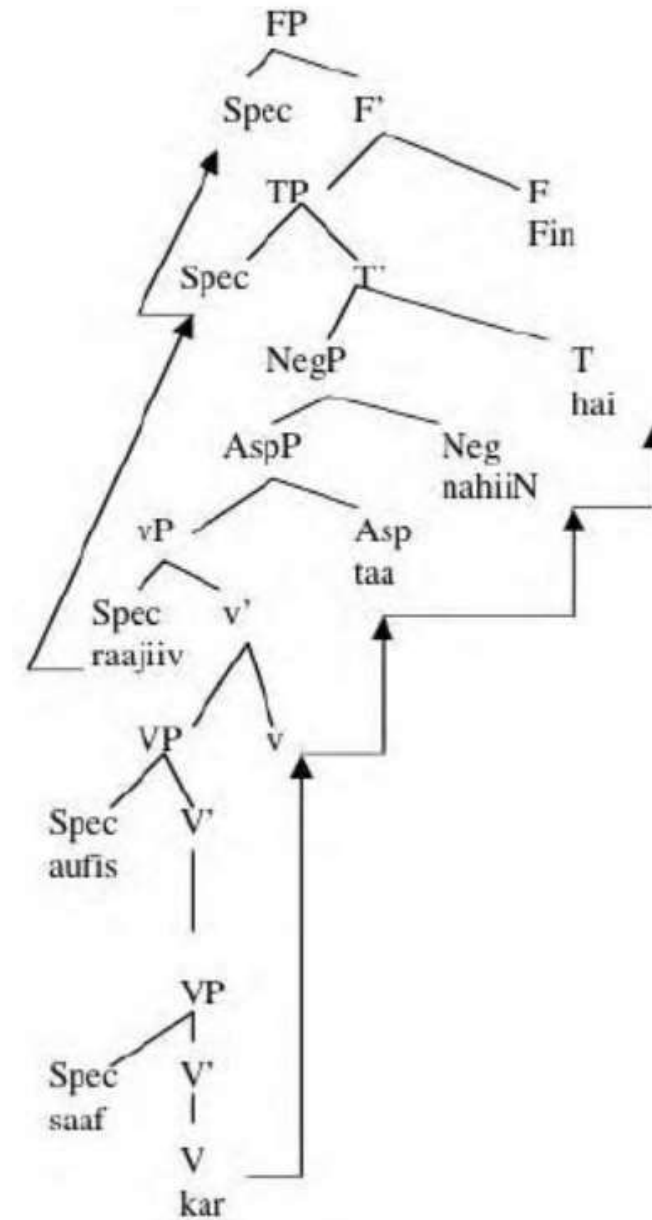 FP
Spec F'
TP F
Fin
Spec T'
NegP T
hai
AspP Neg
nahiiN
vP Asp
taa
Spec v'
raajiiv
VP v
Spec V'
aufis
VP
Spec V'
saaf
V
kar